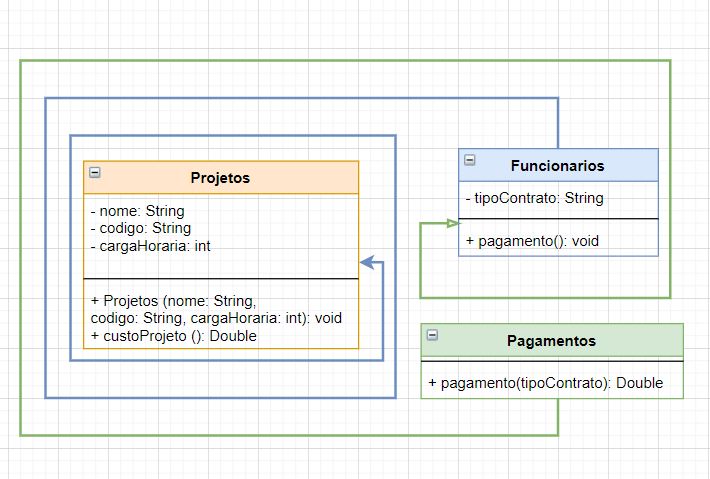 Projetos
- nome: String
- codigo: String
- cargaHoraria: int
+ Projetos (nome: String,
codigo: String, cargaHoraria: int): void
+ custoProjeto (): Double
Funcionarios
- tipoContrato: String
+ pagamento(): void
Pagamentos
+ pagamento(tipoContrato): Double